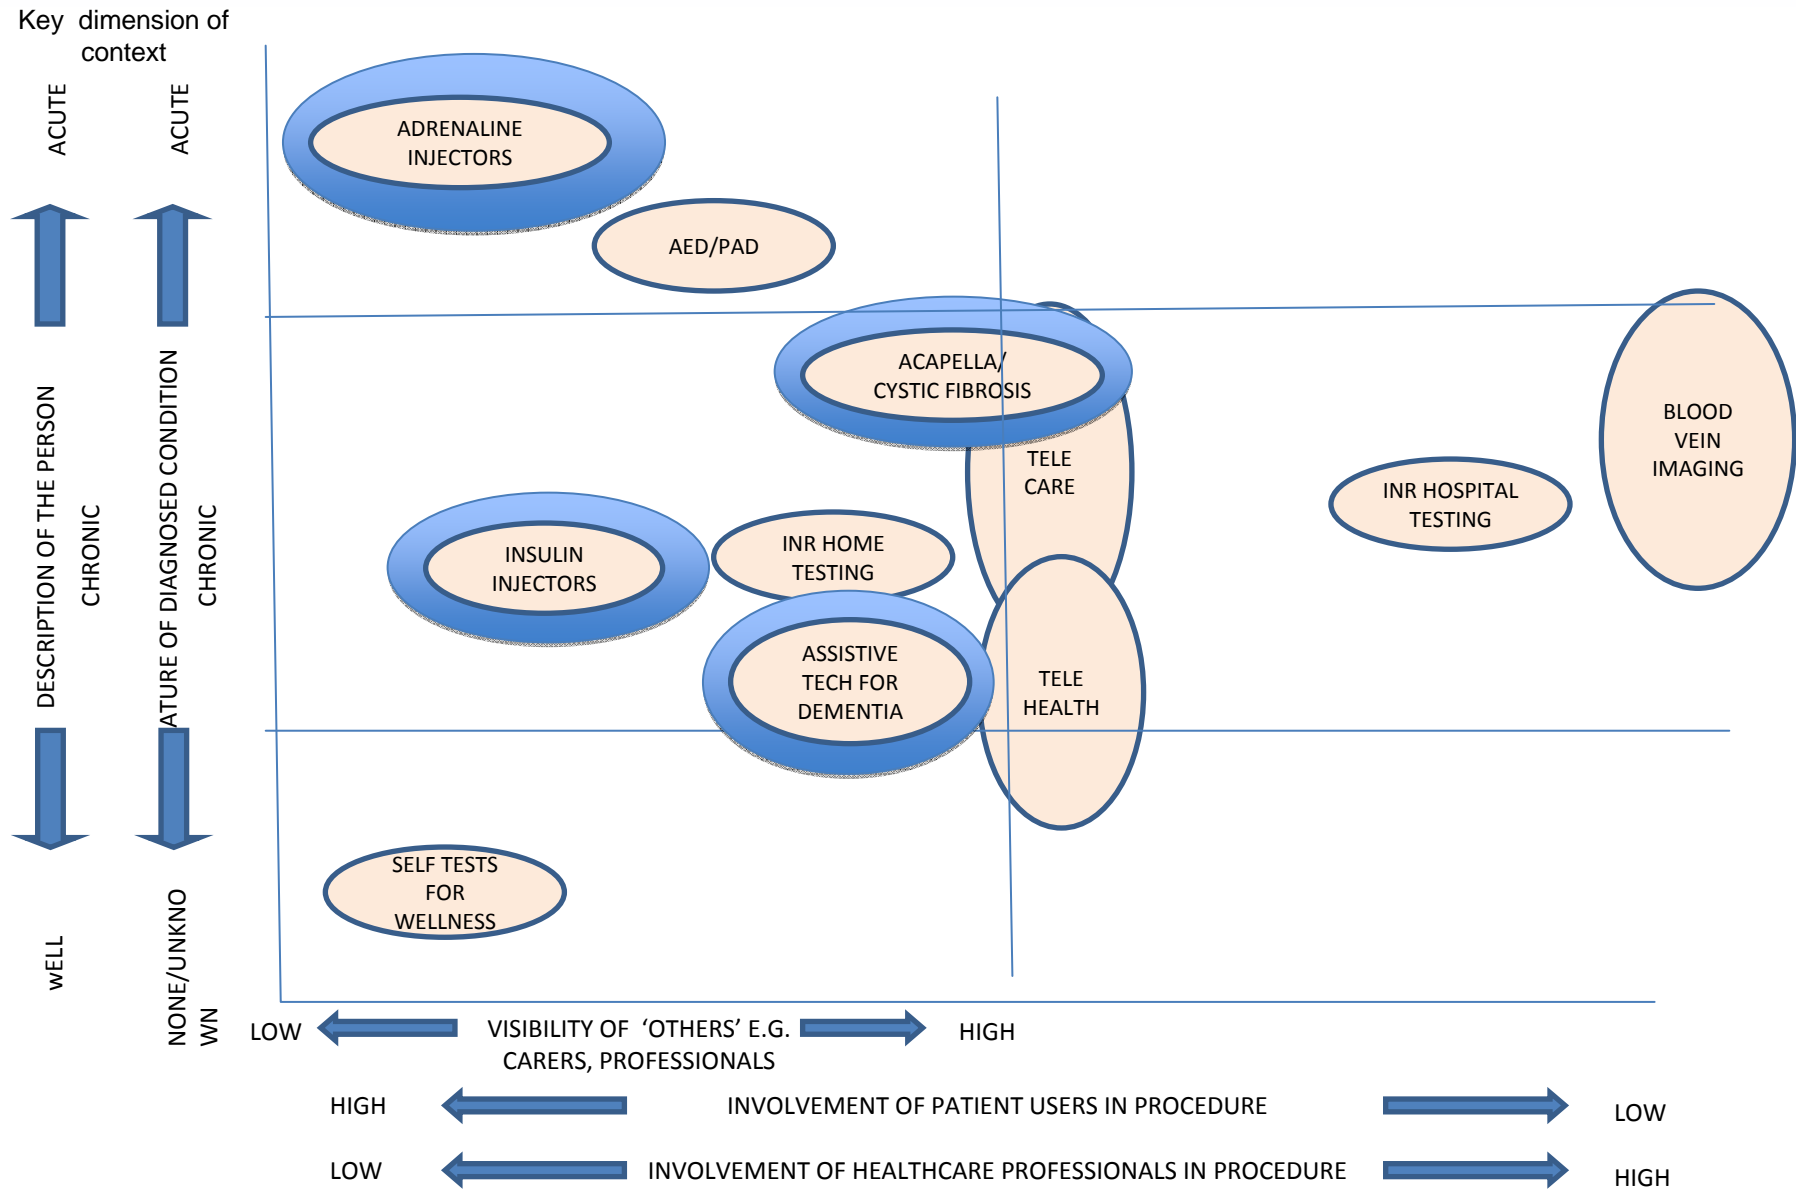 Key dimension of
context
ACUTE
ACUTE
DESCRIPTION OF THE PERSON
CHRONIC
ATURE OF DIAGNOSED CONDITION
CHRONIC
wELL
NONE/UNKNO
WN
ADRENALINE
INJECTORS
AED/PAD
ACAPELLA/
CYSTIC FIBROSIS
TELE
CARE
BLOOD
VEIN
IMAGING
INR HOSPITAL
TESTING
INSULIN
INJECTORS
INR HOME
TESTING
ASSISTIVE
TECH FOR
DEMENTIA
TELE
HEALTH
SELF TESTS
FOR
WELLNESS
LOW
VISIBILITY OF ‘OTHERS’ E.G.
CARERS, PROFESSIONALS
HIGH
HIGH
INVOLVEMENT OF PATIENT USERS IN PROCEDURE
LOW
LOW
INVOLVEMENT OF HEALTHCARE PROFESSIONALS IN PROCEDURE
HIGH